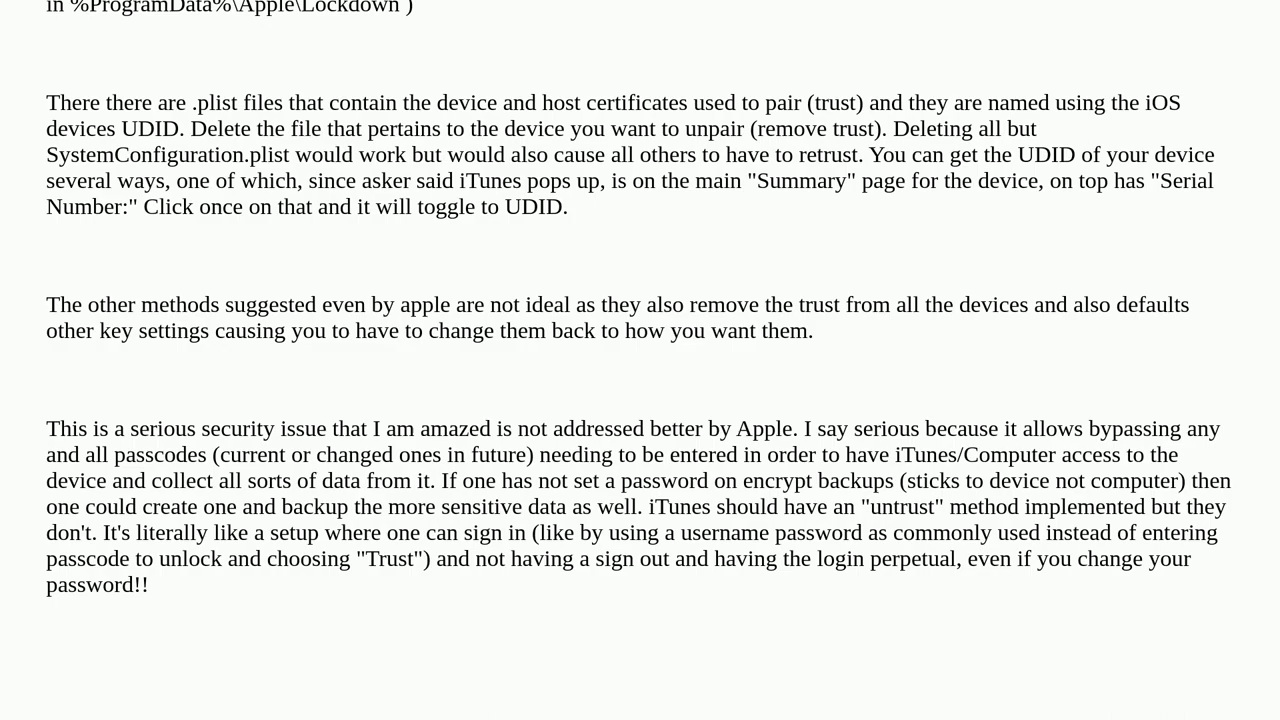 in %ProgramData%\Apple\Lockdown )
There there are .plist files that contain the device and host certificates used to pair (trust) and they are named using the iOS
devices UDID. Delete the file that pertains to the device you want to unpair (remove trust). Deleting all but
SystemConfiguration.plist would work but would also cause all others to have to retrust. You can get the UDID of your device
several ways, one of which, since asker said iTunes pops up, is on the main "Summary" page for the device, on top has "Serial
Number:" Click once on that and it will toggle to UDID.
The other methods suggested even by apple are not ideal as they also remove the trust from all the devices and also defaults
other key settings causing you to have to change them back to how you want them.
This is a serious security issue that I am amazed is not addressed better by Apple. I say serious because it allows bypassing any
and all passcodes (current or changed ones in future) needing to be entered in order to have iTunes/Computer access to the
device and collect all sorts of data from it. If one has not set a password on encrypt backups (sticks to device not computer) then
one could create one and backup the more sensitive data as well. iTunes should have an "untrust" method implemented but they
don't. It's literally like a setup where one can sign in (like by using a username password as commonly used instead of entering
passcode to unlock and choosing "Trust") and not having a sign out and having the login perpetual, even if you change your
password!!